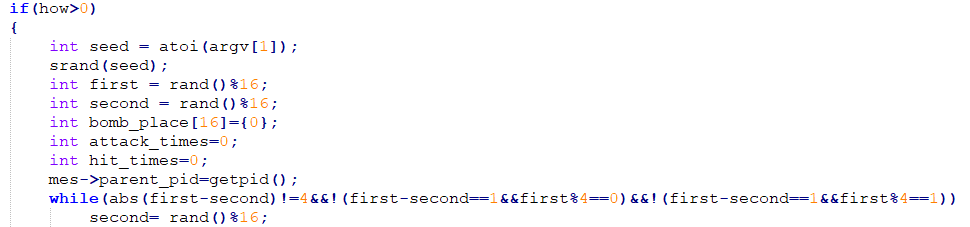 if(how>0)
{
    int seed = atoi(argv[1]);
    srand(seed);
    int first = rand()%16;
    int second = rand()%16;
    int bomb_place[16]={0};
    int attack_times=0;
    int hit_times=0;
    mes->parent_pid=getpid();
    while(abs(first-second)!=4&&!(first-second==1&&first%4==0)&&!(first-second==1&&first%4==1))
        second= rand()%16;